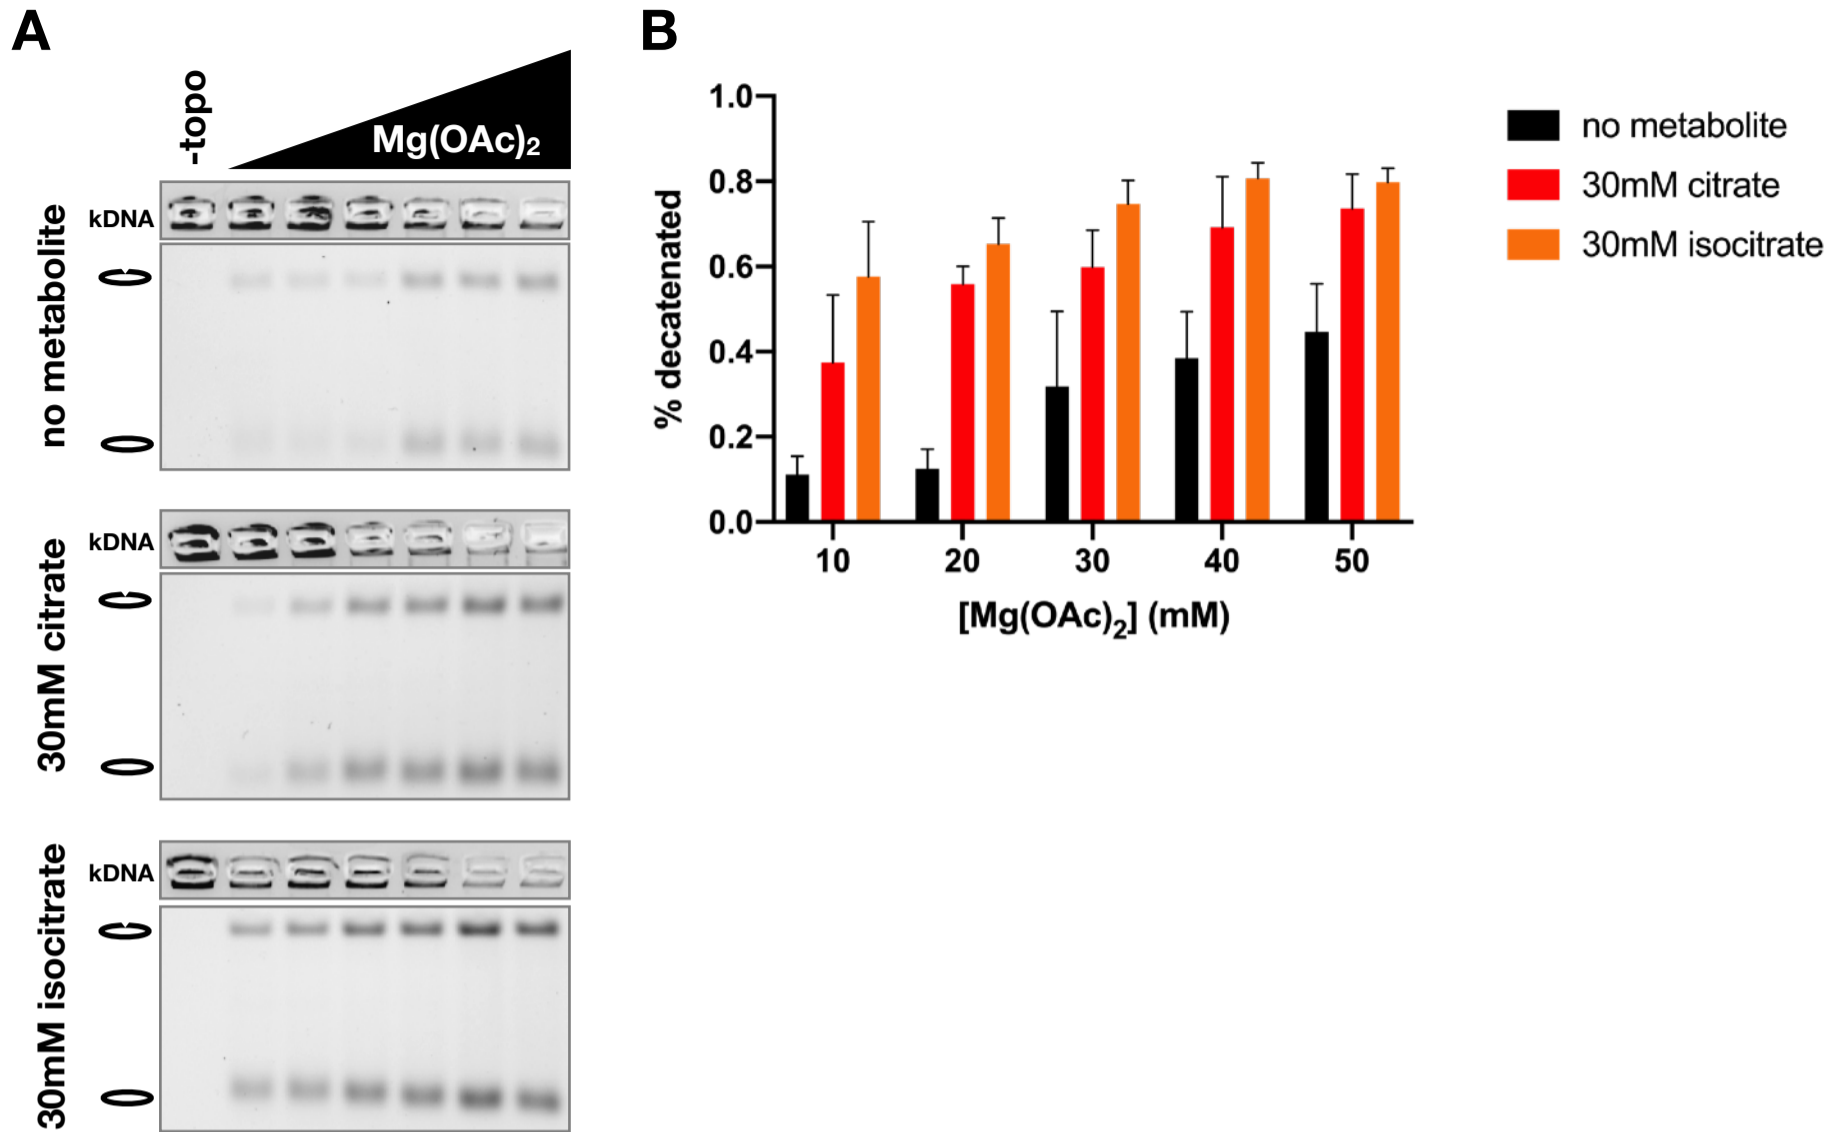 A
-topo
Mg(OAc)₂
no metabolite
kDNA
30mM citrate
kDNA
30mM isocitrate
kDNA
B
% decatenated
1.0
0.8
0.6
0.4
0.2
0.0
10 20 30 40 50
[Mg(OAc)₂] (mM)
no metabolite
30mM citrate
30mM isocitrate